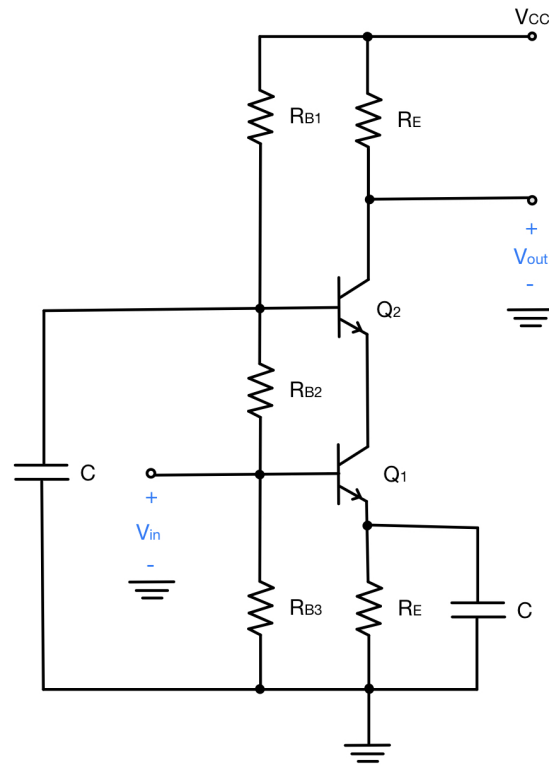 VCC
RB1
RE
+
Vout
-
Q2
RB2
C
+
Vin
-
Q1
RB3
RE
C